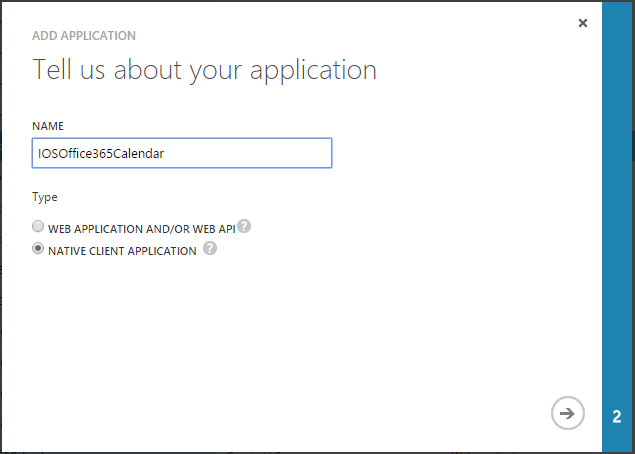 ADD APPLICATION
Tell us about your application
NAME
IOSOffice365Calendar
Type
WEB APPLICATION AND/OR WEB API ?
NATIVE CLIENT APPLICATION ?
2